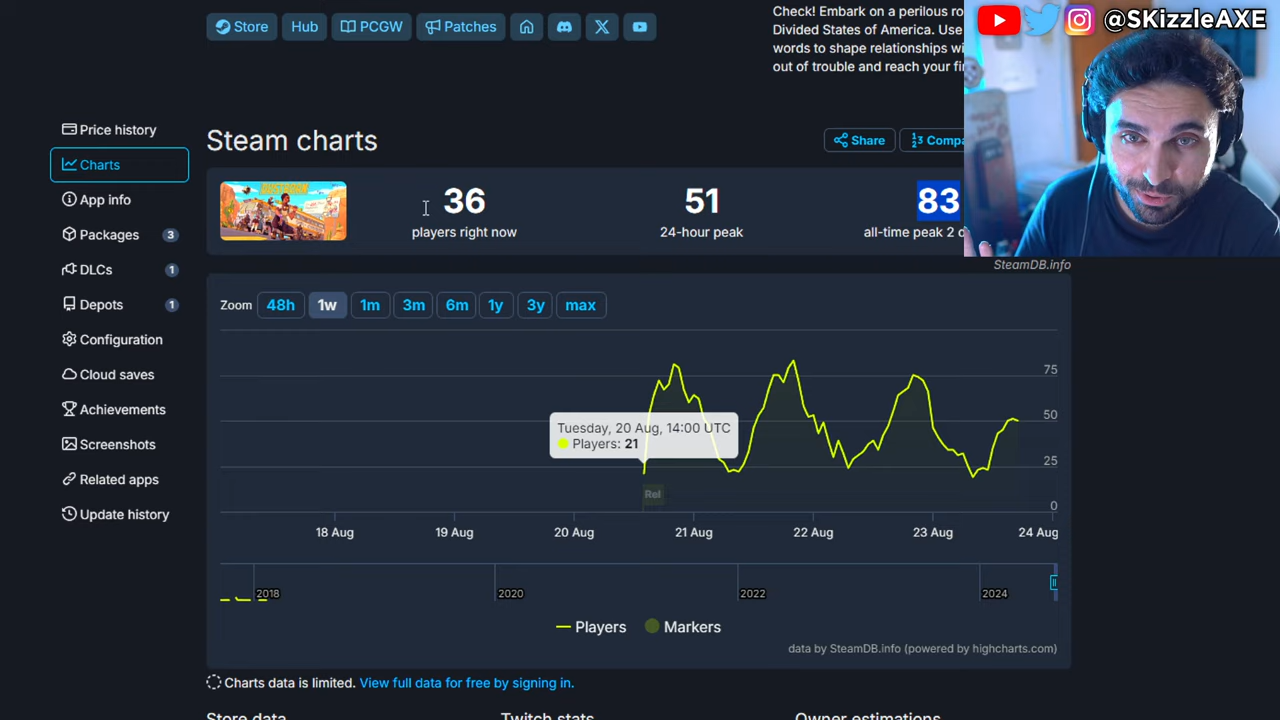 Store
Hub
PCGW
Patches
Check! Embark on a perilous ro
Divided States of America. Use
words to shape relationships wi
out of trouble and reach your fir
@SKizzleAXE
Price history
Charts
App info
Packages 3
DLCs 1
Depots 1
Configuration
Cloud saves
Achievements
Screenshots
Related apps
Update history
Steam charts
Share
Compa
36
players right now
51
24-hour peak
83
all-time peak 2 d
SteamDB.info
Zoom 48h 1w 1m 3m 6m 1y 3y max
Tuesday, 20 Aug, 14:00 UTC
Players: 21
75
50
25
0
Rel
18 Aug 19 Aug 20 Aug 21 Aug 22 Aug 23 Aug 24 Aug
2018 2020 2022 2024
Players Markers
data by SteamDB.info (powered by highcharts.com)
Charts data is limited. View full data for free by signing in.
Store data Twitch stats Owner estimations